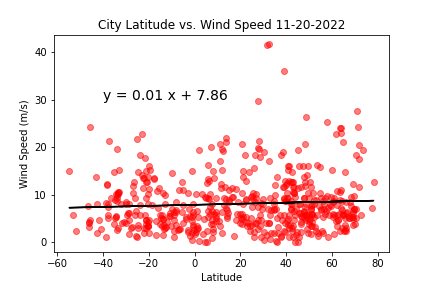 City Latitude vs. Wind Speed 11-20-2022
Wind Speed (m/s)
40
30
20
10
0
y = 0.01 x + 7.86
−60 −40 −20 0 20 40 60 80
Latitude